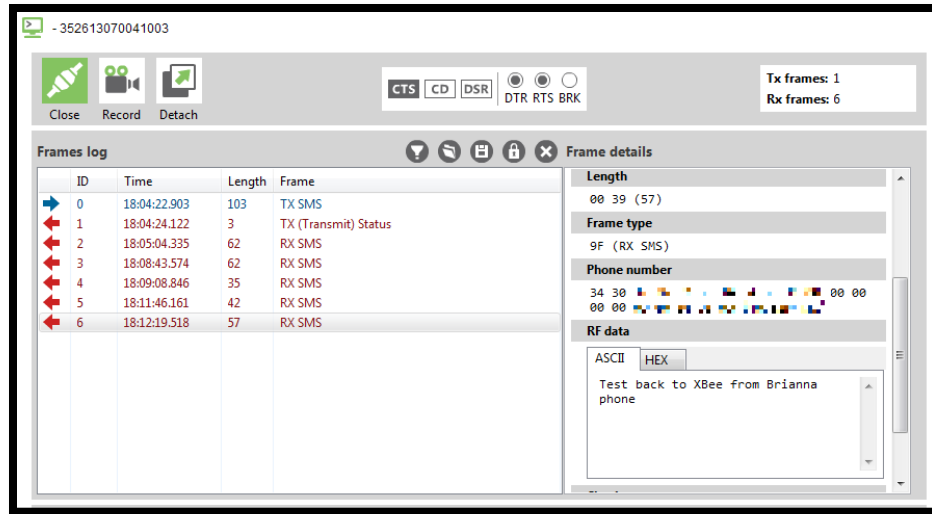 - 352613070041003
Close Record Detach
CTS CD DSR DTR RTS BRK
Tx frames: 1
Rx frames: 6
Frames log
ID Time Length Frame
0 18:04:22.903 103 TX SMS
1 18:04:24.122 3 TX (Transmit) Status
2 18:05:04.335 62 RX SMS
3 18:08:43.574 62 RX SMS
4 18:09:08.846 35 RX SMS
5 18:11:46.161 42 RX SMS
6 18:12:19.518 57 RX SMS
Frame details
Length
00 39 (57)
Frame type
9F (RX SMS)
Phone number
34 30 00 00
00 00
RF data
ASCII HEX
Test back to XBee from Brianna
phone